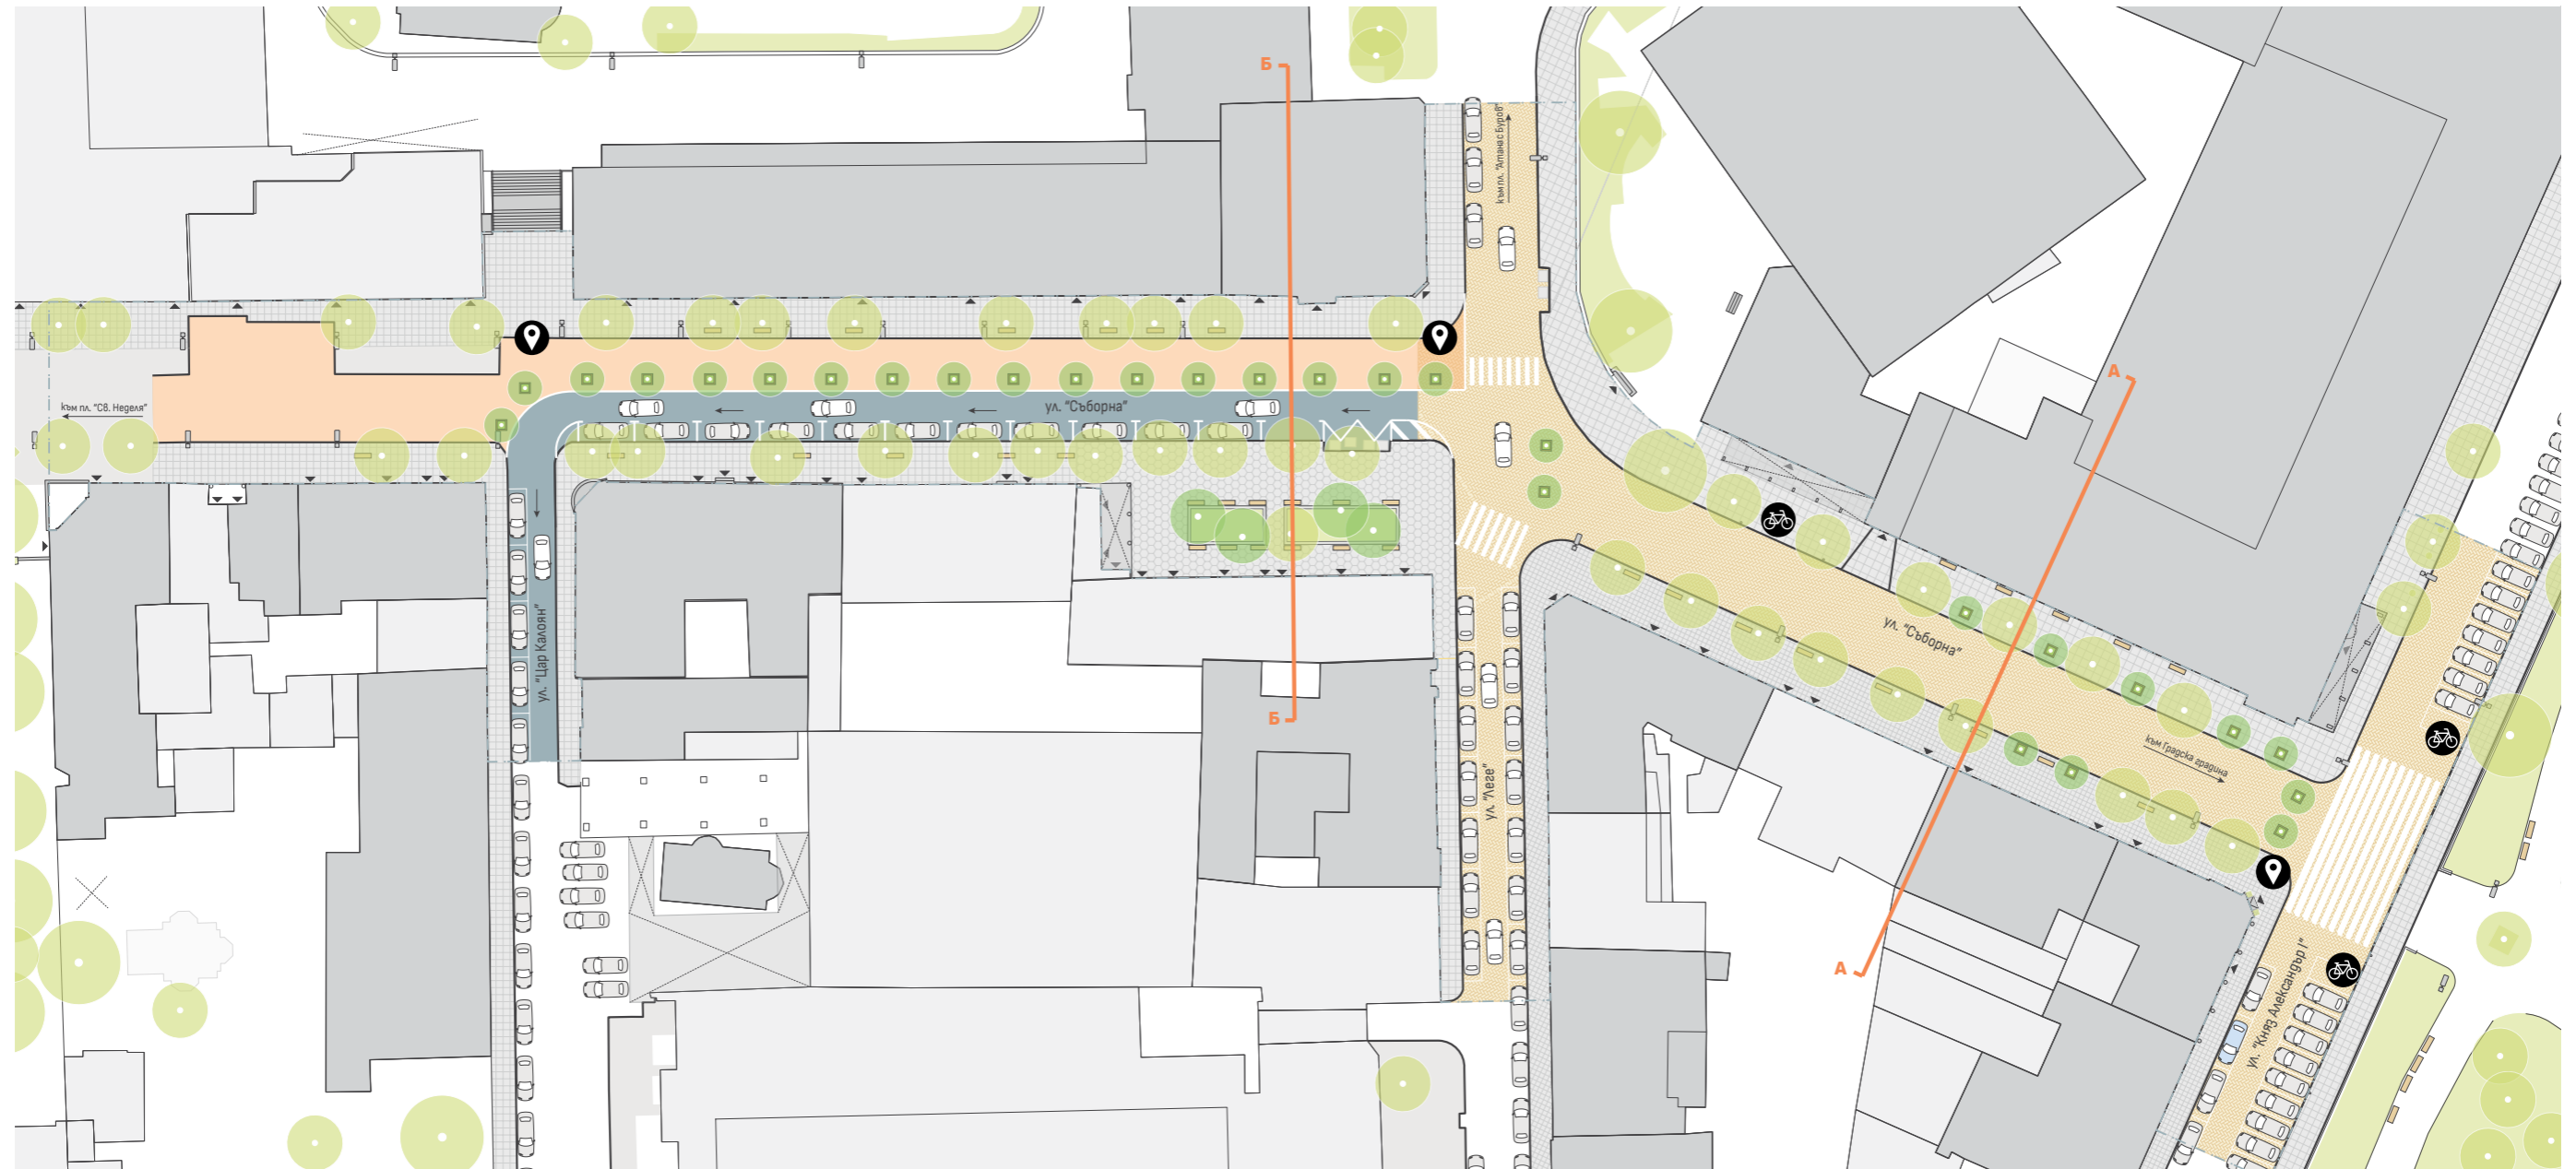 Б
към пл. "Атанас Буров"
А
към пл. "Св. Неделя"
ул. "Съборна"
ул. "Цар Калоян"
ул. "Съборна"
Б
към Градска градина
ул. "Леге"
А
ул. "Княз Александър I"